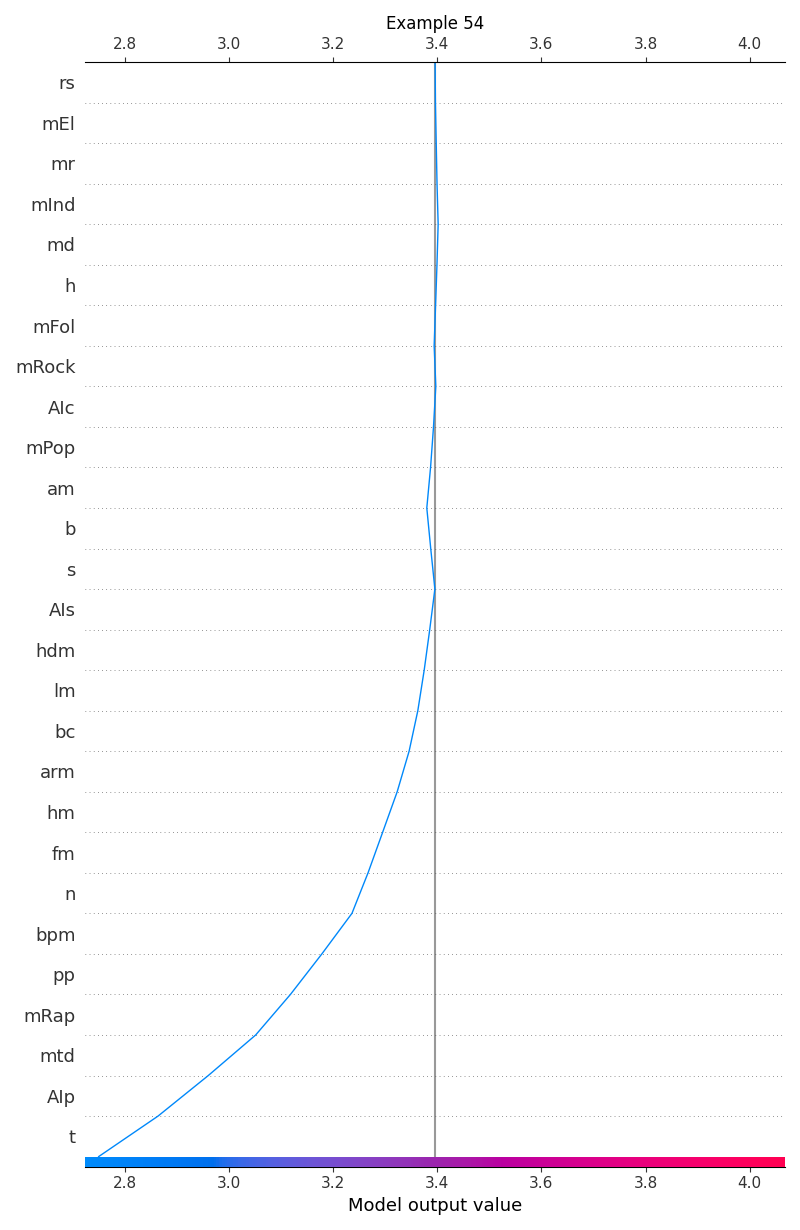 Example 54
2.8 3.0 3.2 3.4 3.6 3.8 4.0
rs
mEl
mr
mInd
md
h
mFol
mRock
AIc
mPop
am
b
s
AIs
hdm
lm
bc
arm
hm
fm
n
bpm
pp
mRap
mtd
AIp
t
2.8 3.0 3.2 3.4 3.6 3.8 4.0
Model output value